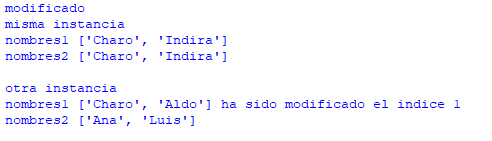 modificado
misma instancia
nombres1 ['Charo', 'Indira']
nombres2 ['Charo', 'Indira']
otra instancia
nombres1 ['Charo', 'Aldo'] ha sido modificado el indice 1
nombres2 ['Ana', 'Luis']